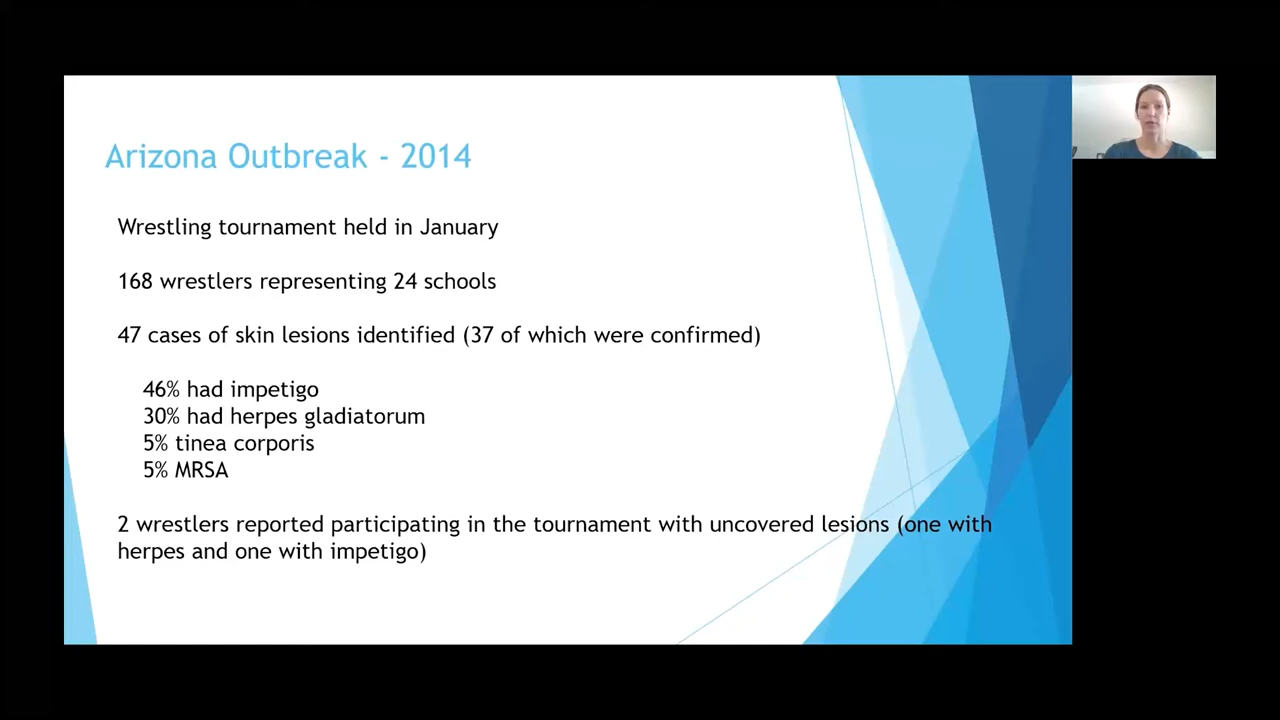 Arizona Outbreak - 2014
Wrestling tournament held in January
168 wrestlers representing 24 schools
47 cases of skin lesions identified (37 of which were confirmed)
46% had impetigo
30% had herpes gladiatorum
5% tinea corporis
5% MRSA
2 wrestlers reported participating in the tournament with uncovered lesions (one with
herpes and one with impetigo)